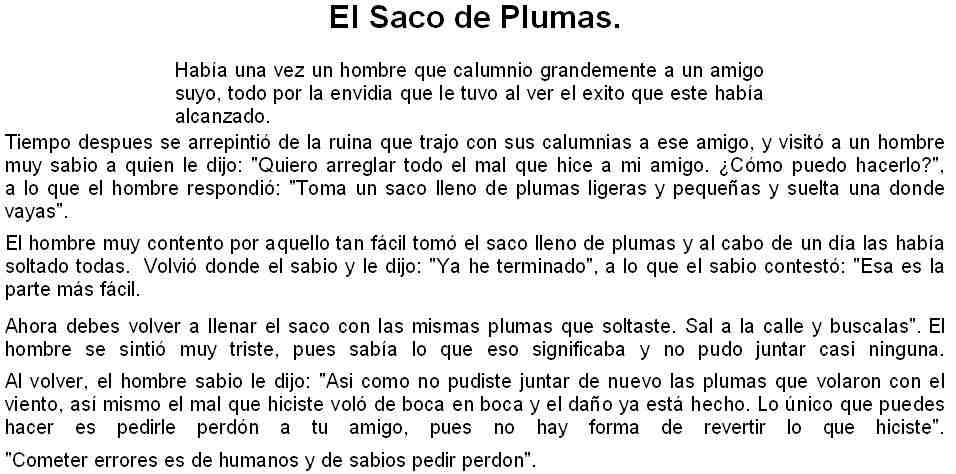 El Saco de Plumas.
Había una vez un hombre que calumnio grandemente a un amigo
suyo, todo por la envidia que le tuvo al ver el exito que este había
alcanzado.
Tiempo despues se arrepintió de la ruina que trajo con sus calumnias a ese amigo, y visitó a un hombre
muy sabio a quien le dijo: "Quiero arreglar todo el mal que hice a mi amigo. ¿Cómo puedo hacerlo?",
a lo que el hombre respondió: "Toma un saco lleno de plumas ligeras y pequeñas y suelta una donde
vayas".
El hombre muy contento por aquello tan fácil tomó el saco lleno de plumas y al cabo de un día las había
soltado todas.  Volvió donde el sabio y le dijo: "Ya he terminado", a lo que el sabio contestó: "Esa es la
parte más fácil.
Ahora debes volver a llenar el saco con las mismas plumas que soltaste. Sal a la calle y buscalas". El
hombre se sintió muy triste, pues sabía lo que eso significaba y no pudo juntar casi ninguna.
Al volver, el hombre sabio le dijo: "Asi como no pudiste juntar de nuevo las plumas que volaron con el
viento, así mismo el mal que hiciste voló de boca en boca y el daño ya está hecho. Lo único que puedes
hacer es pedirle perdón a tu amigo, pues no hay forma de revertir lo que hiciste".
"Cometer errores es de humanos y de sabios pedir perdon".